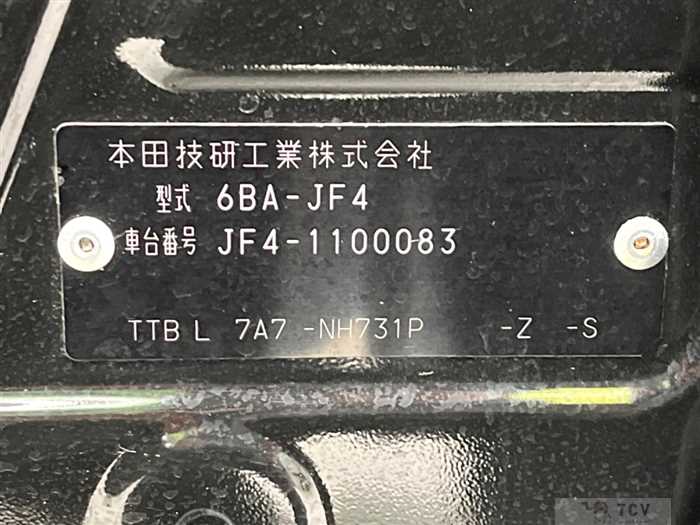 本田技研工業株式会社
型式 6BA-JF4
車台番号 JF4-1100083
TTB L 7A7 -NH731P -Z -S
TCV